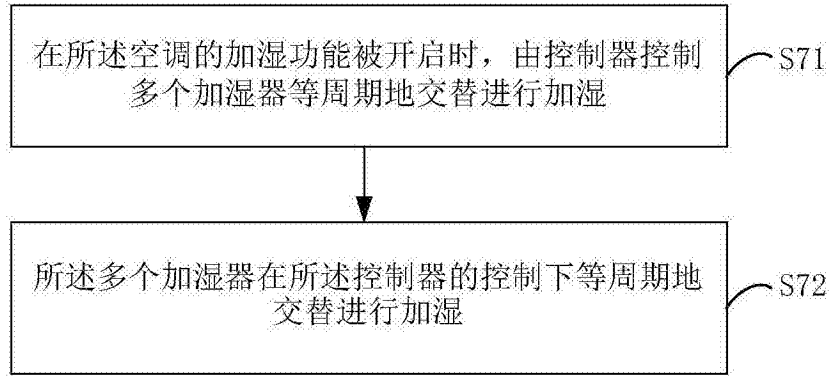 在所述空调的加湿功能被开启时，由控制器控制
多个加湿器等周期地交替进行加湿
S71
所述多个加湿器在所述控制器的控制下等周期地
交替进行加湿
S72